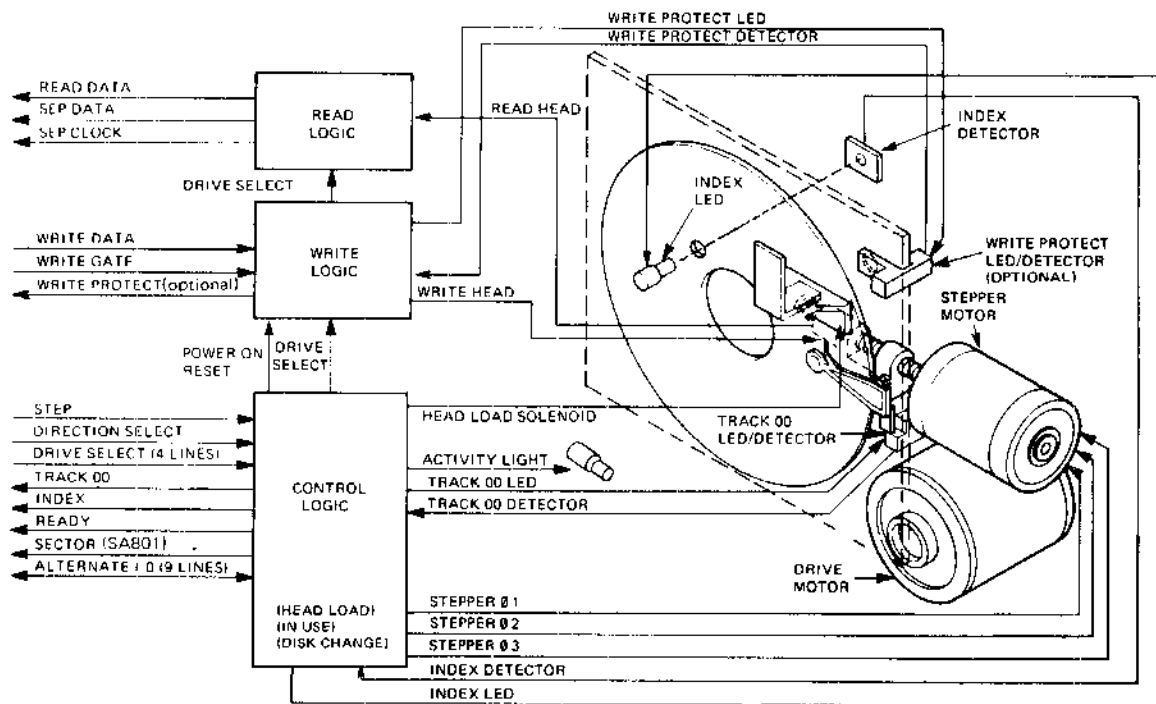 WRITE PROTECT LED
WRITE PROTECT DETECTOR
READ DATA
SEP DATA
SEP CLOCK
READ
LOGIC
READ HEAD
INDEX
DETECTOR
DRIVE SELECT
INDEX
LED
WRITE DATA
WRITE GATE
WRITE PROTECT(optional)
WRITE
LOGIC
WRITE HEAD
WRITE PROTECT
LED/DETECTOR
(OPTIONAL)
STEPPER
MOTOR
POWER ON
RESET
DRIVE
SELECT
STEP
DIRECTION SELECT
DRIVE SELECT (4 LINES)
TRACK 00
INDEX
READY
SECTOR (SA801)
ALTERNATE I/O (9 LINES)
CONTROL
LOGIC
(HEAD LOAD)
(IN USE)
(DISK CHANGE)
HEAD LOAD SOLENOID
ACTIVITY LIGHT
TRACK 00 LED
TRACK 00 DETECTOR
TRACK 00
LED/DETECTOR
DRIVE
MOTOR
STEPPER Ø1
STEPPER Ø2
STEPPER Ø3
INDEX DETECTOR
INDEX LED